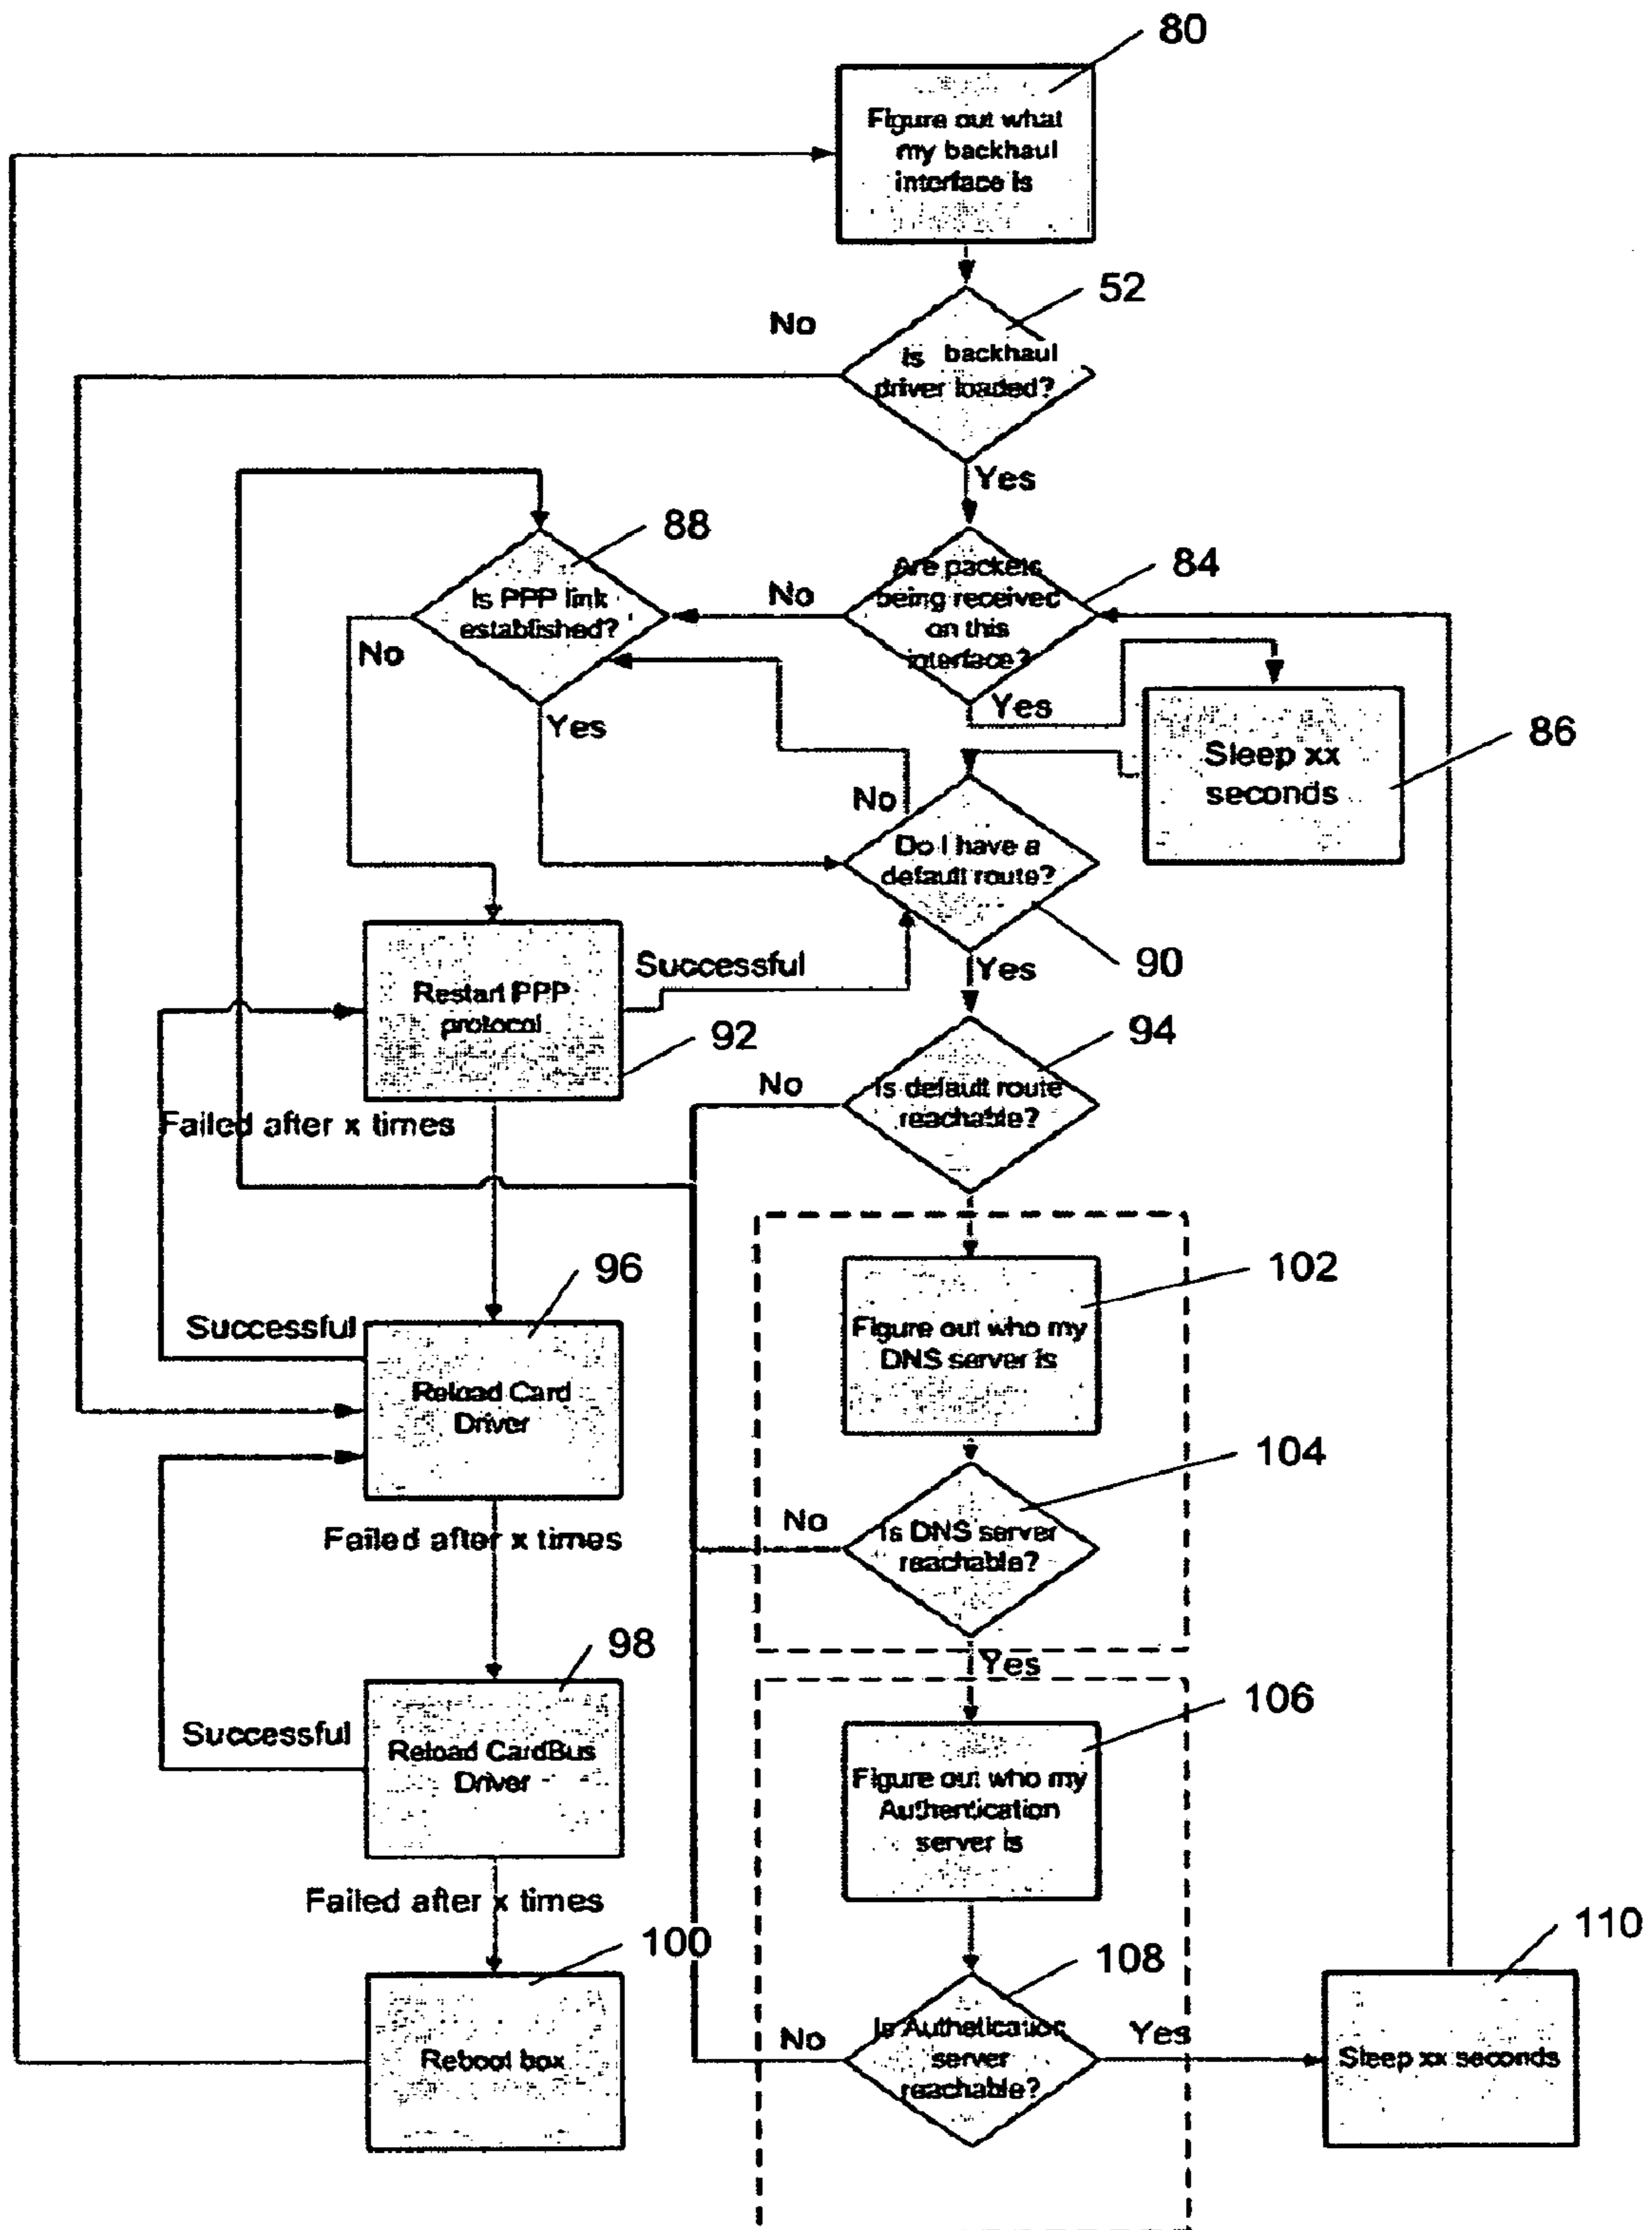 80
Figure out what
my backhaul
interface is
52
No
is backhaul
driver loaded?
Yes
88
84
Are packets
being received
on this
interface?
No
Is PPP link
established?
No
Yes
Yes
86
Sleep xx
seconds
No
Do I have a
default route?
90
Yes
Successful
Restart PPP
protocol
92
94
No
Is default route
reachable?
Failed after x times
96
102
Successful
Figure out who my
DNS server is
Reload Card
Driver
104
No
Is DNS server
reachable?
Failed after x times
98
Yes
106
Successful
Reload CardBus
Driver
Figure out who my
Authentication
server is
Failed after x times
100
108
110
No
Is Authetication
server
reachable?
Yes
Reboot box
Sleep xx seconds